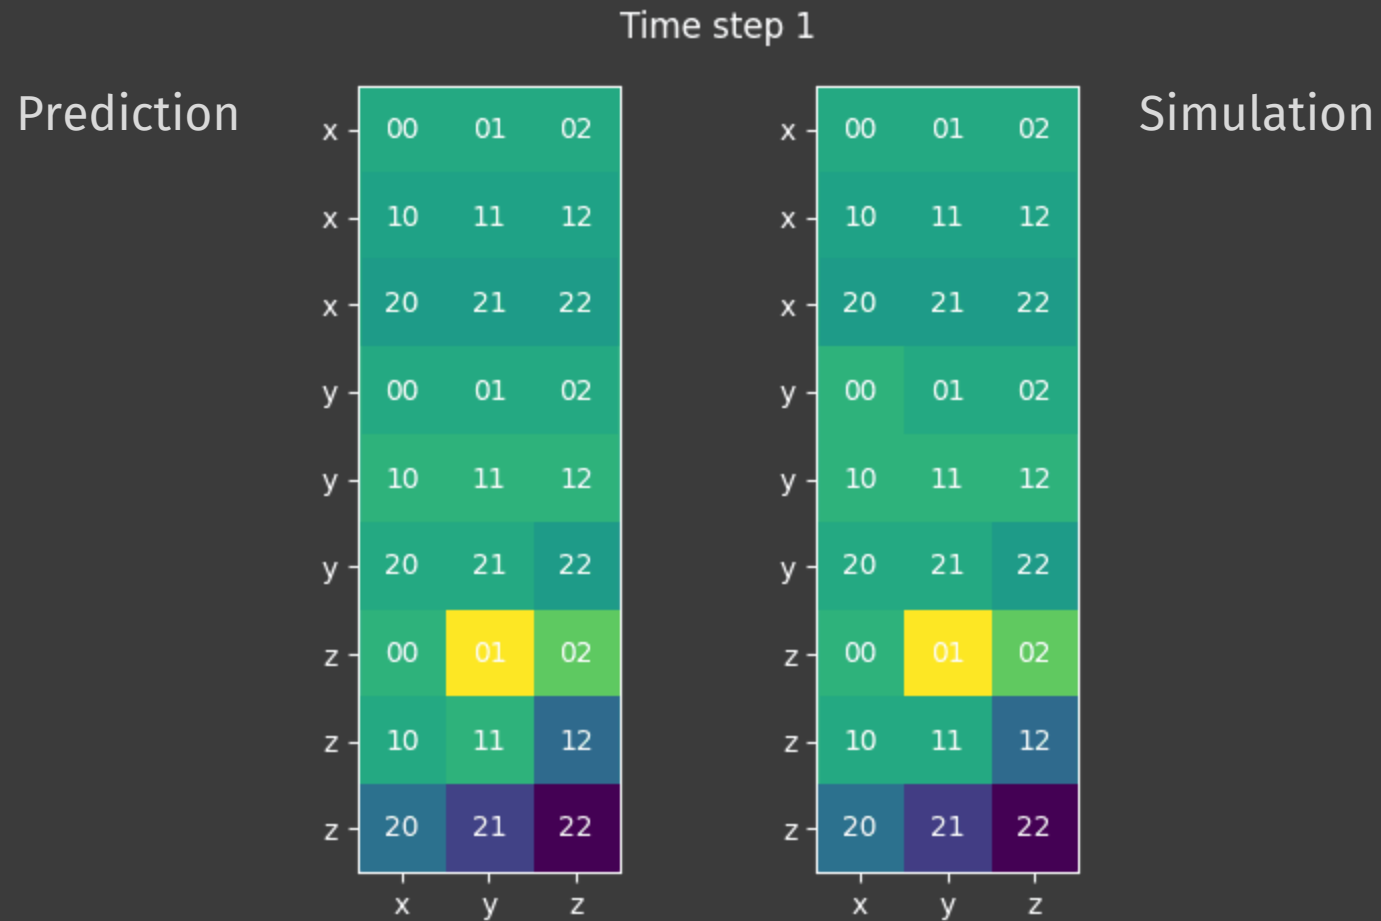 Time step 1
Prediction
Simulation
x 00 01 02
x 10 11 12
x 20 21 22
y 00 01 02
y 10 11 12
y 20 21 22
z 00 01 02
z 10 11 12
z 20 21 22
x y z
x 00 01 02
x 10 11 12
x 20 21 22
y 00 01 02
y 10 11 12
y 20 21 22
z 00 01 02
z 10 11 12
z 20 21 22
x y z